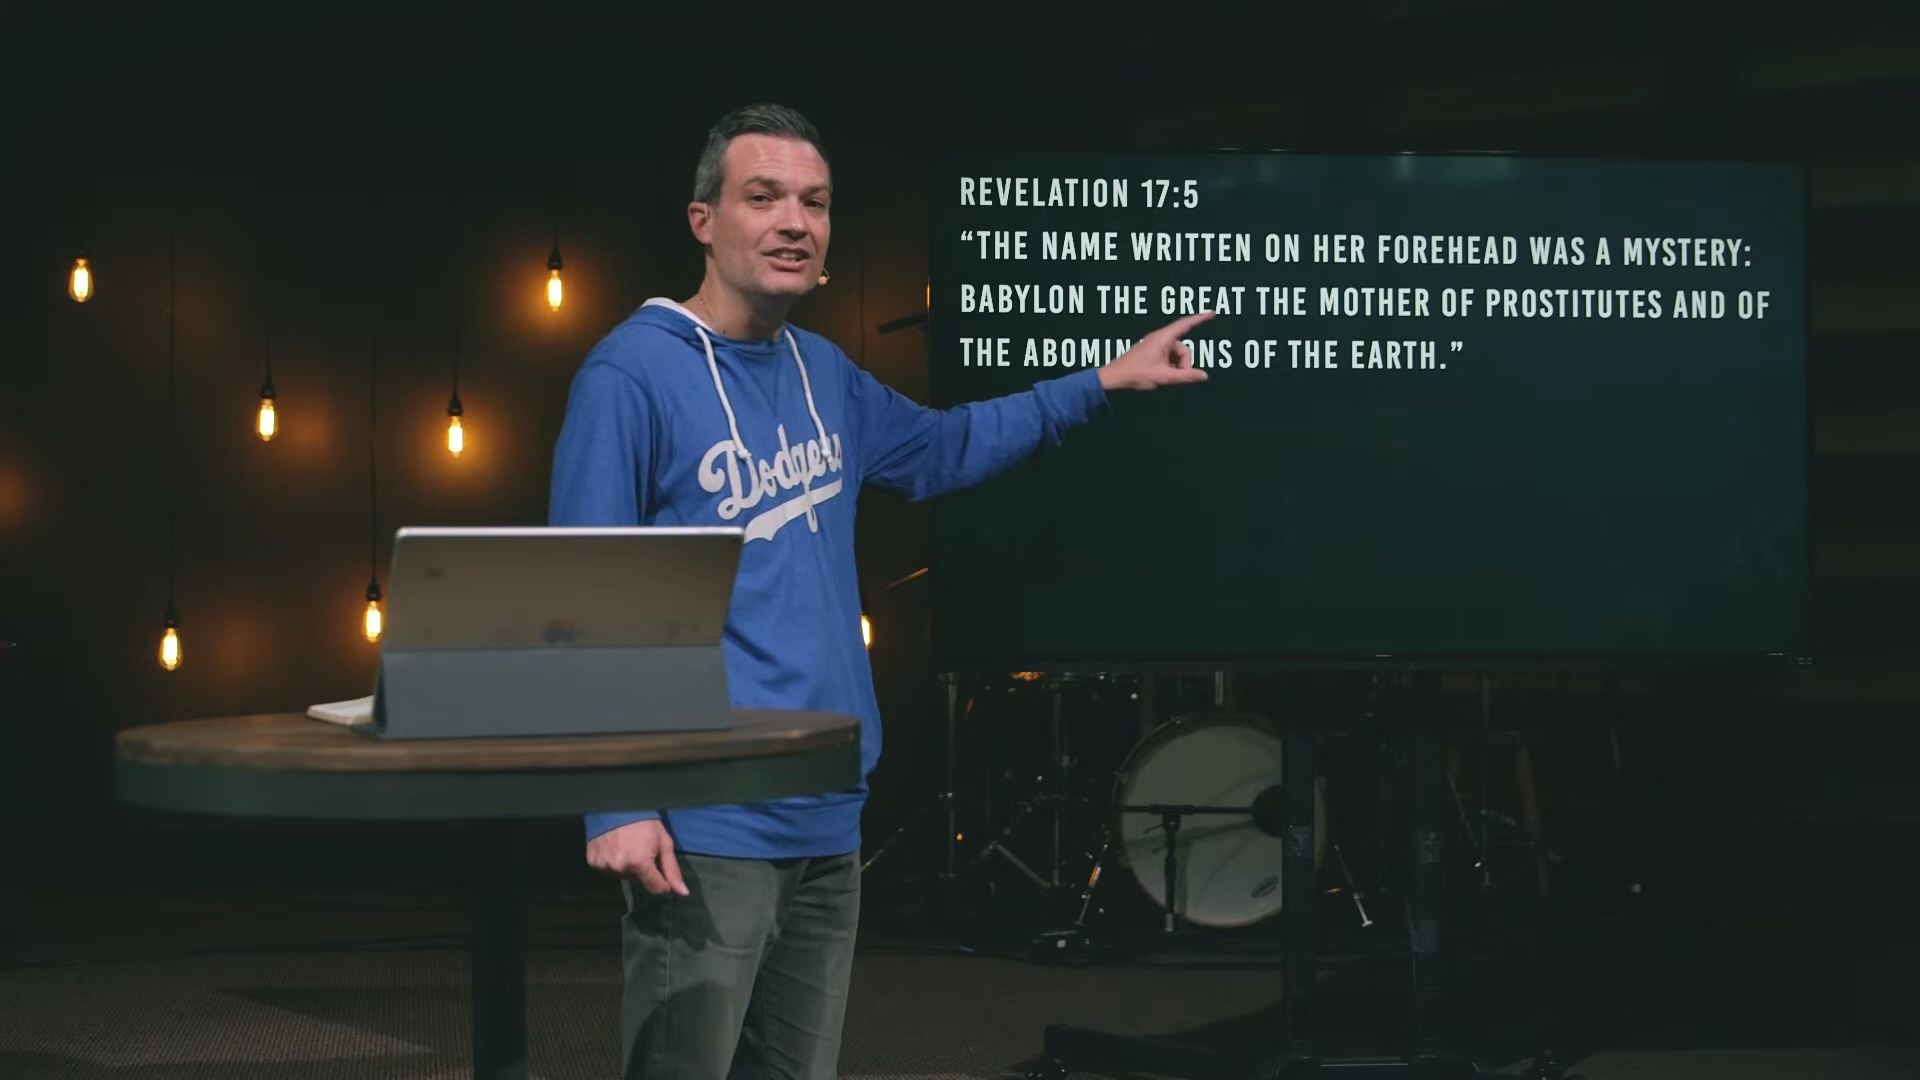 REVELATION 17:5
“THE NAME WRITTEN ON HER FOREHEAD WAS A MYSTERY:
BABYLON THE GREAT THE MOTHER OF PROSTITUTES AND OF
THE OF THE EARTH.”
Dodgers